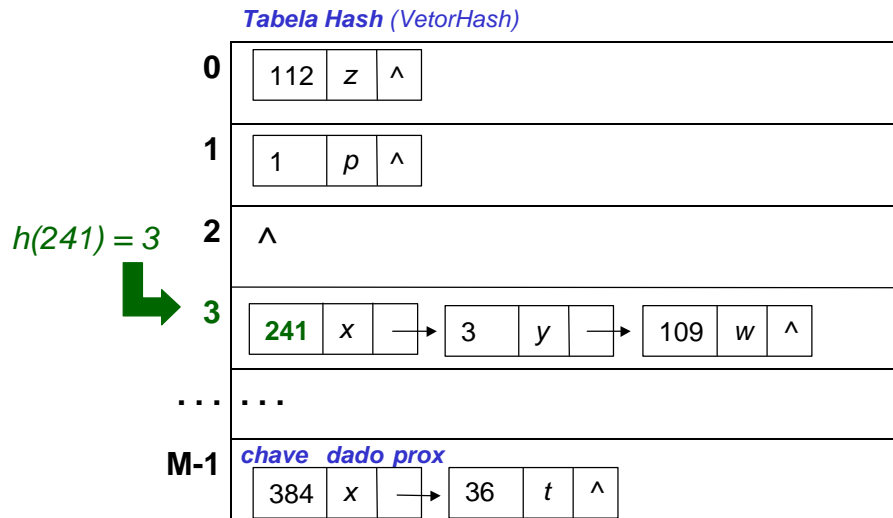 Tabela Hash (VetorHash)
0 112 z ^
1 1 p ^
h(241) = 3 2 ^
3 241 x 3 y 109 w ^
. . . . . .
M-1 chave dado prox
384 x 36 t ^